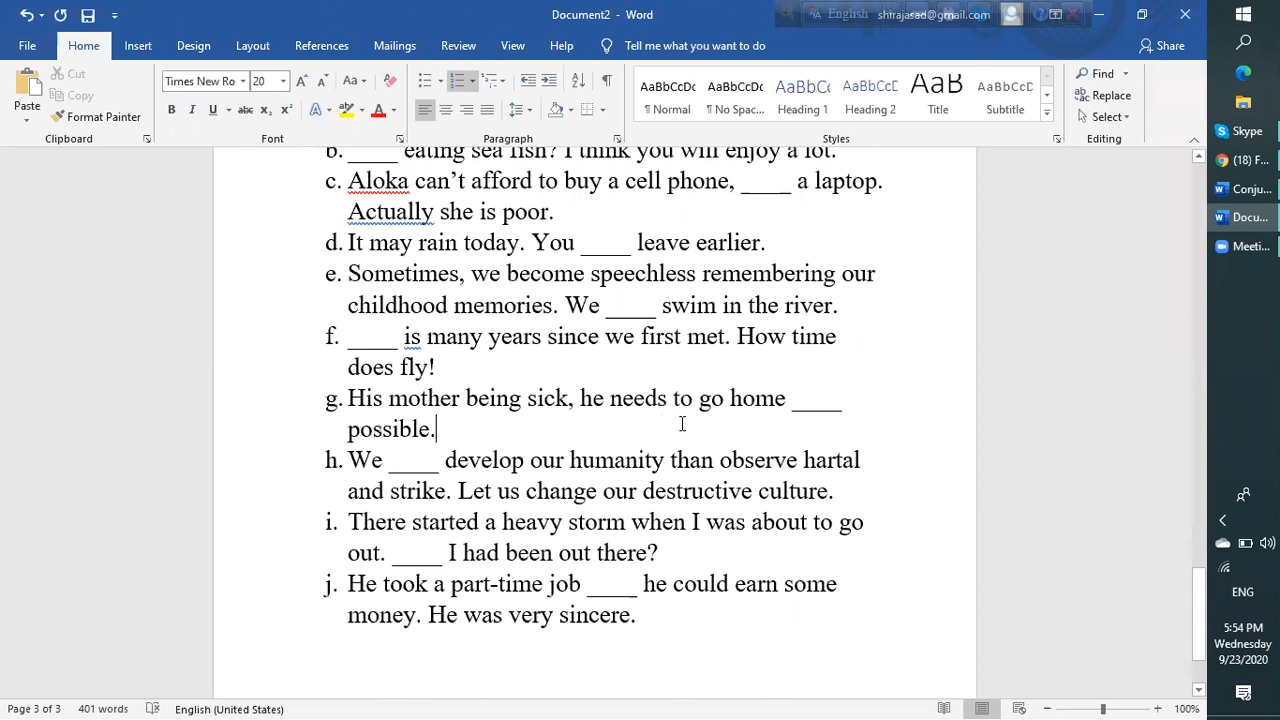 Document2 - Word
English
shirajasad@gmail.com
File Home Insert Design Layout References Mailings Review View Help Tell me what you want to do Share
Paste
Cut
Copy
Format Painter
Times New Ro 20
Clipboard Font Paragraph Styles Editing
AaBbCcDc AaBbCcDc AaBbC AaBbCcC AaB AaBbCcD
¶ Normal ¶ No Spac... Heading 1 Heading 2 Title Subtitle
Find
Replace
Select
b. ____ eating sea fish? I think you will enjoy a lot.
c. Aloka can't afford to buy a cell phone, ____ a laptop.
Actually she is poor.
d. It may rain today. You ____ leave earlier.
e. Sometimes, we become speechless remembering our
childhood memories. We ____ swim in the river.
f. ____ is many years since we first met. How time
does fly!
g. His mother being sick, he needs to go home ____
possible.
h. We ____ develop our humanity than observe hartal
and strike. Let us change our destructive culture.
i. There started a heavy storm when I was about to go
out. ____ I had been out there?
j. He took a part-time job ____ he could earn some
money. He was very sincere.
Page 3 of 3 401 words English (United States) 100%
Skype
(18) F...
Conju...
Docu...
Meeti...
ENG
5:54 PM
Wednesday
9/23/2020